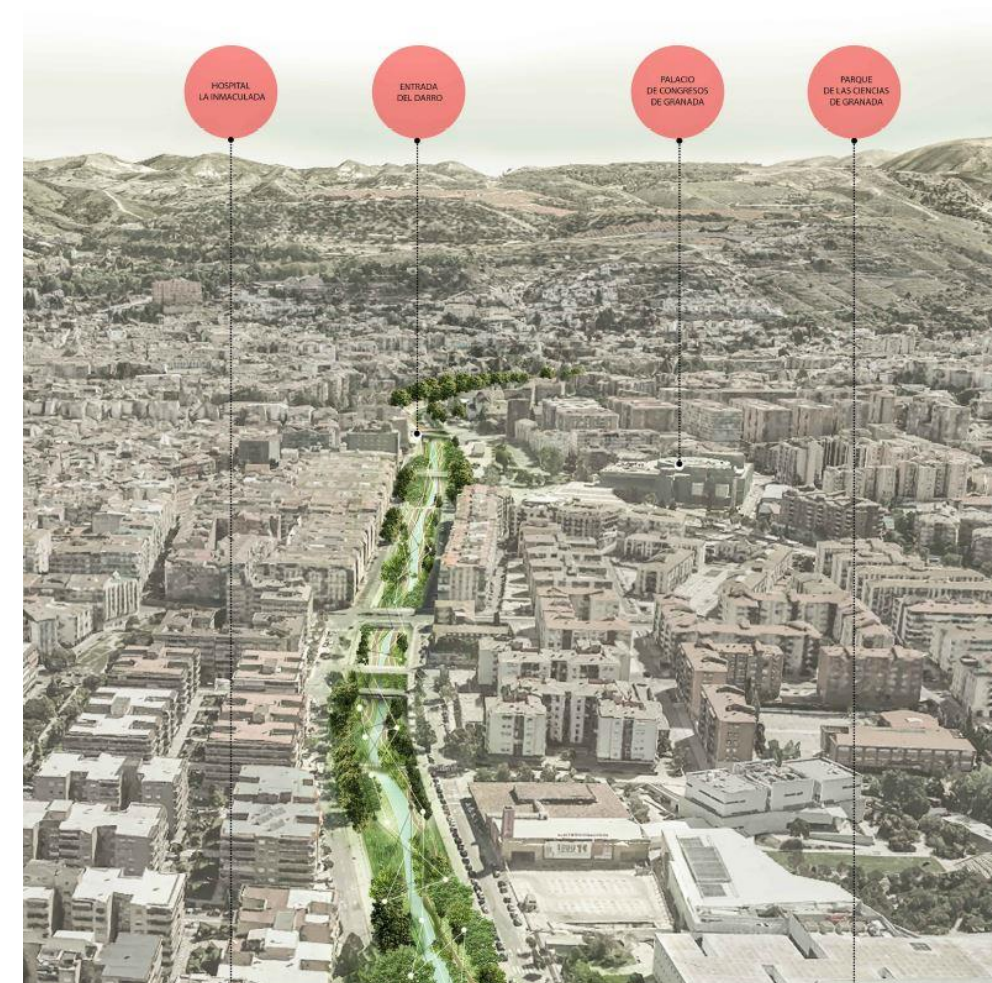 HOSPITAL
LA INMACULADA
ENTRADA
DEL DARRO
PALACIO
DE CONGRESOS
DE GRANADA
PARQUE
DE LAS CIENCIAS
DE GRANADA